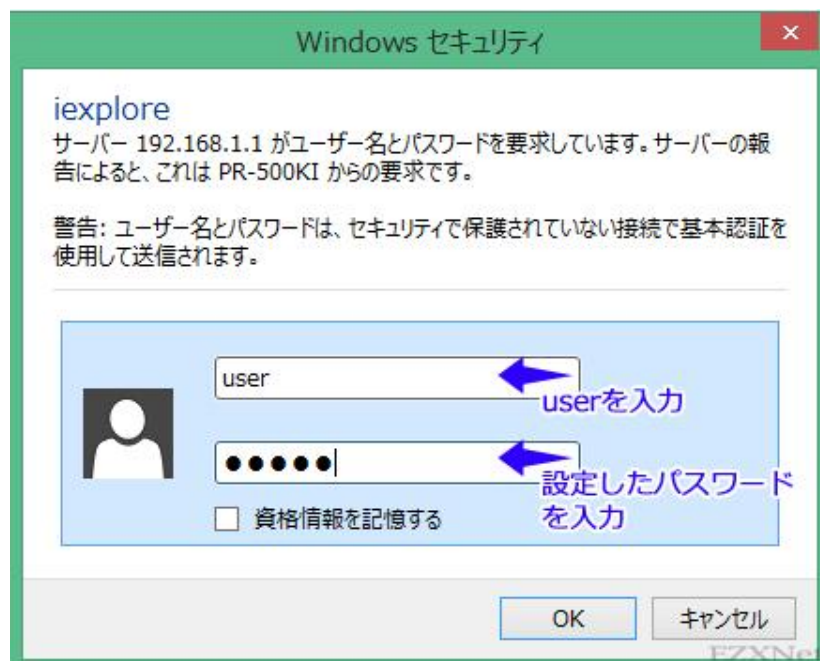 Windows セキュリティ
iexplore
サーバー 192.168.1.1 がユーザー名とパスワードを要求しています。サーバーの報
告によると、これは PR-500KI からの要求です。
警告: ユーザー名とパスワードは、セキュリティで保護されていない接続で基本認証を
使用して送信されます。
user
userを入力
●●●●●
設定したパスワード
を入力
資格情報を記憶する
OK
キャンセル
FZXNet